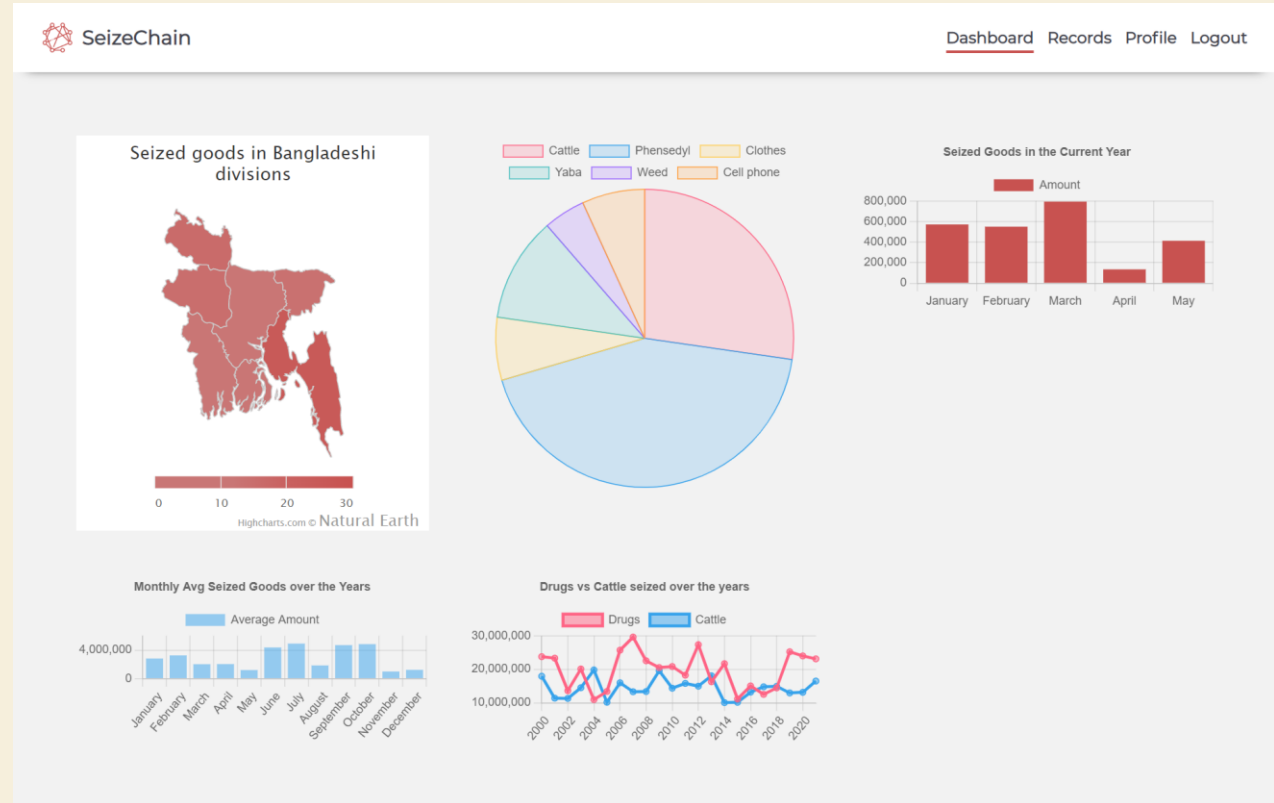 SeizeChain
Dashboard Records Profile Logout
Seized goods in Bangladeshi
divisions
0 10 20 30
Highcharts.com © Natural Earth
Cattle Phensedyl Clothes
Yaba Weed Cell phone
Seized Goods in the Current Year
Amount
800,000
600,000
400,000
200,000
0
January February March April May
Monthly Avg Seized Goods over the Years
Average Amount
4,000,000
0
January February March April May June July August September October November December
Drugs vs Cattle seized over the years
Drugs Cattle
30,000,000
20,000,000
10,000,000
2000 2002 2004 2006 2008 2010 2012 2014 2016 2018 2020